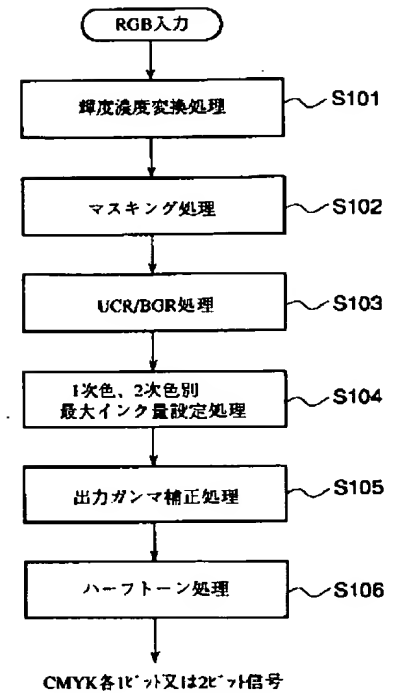 RGB入力
輝度濃度変換処理
S101
マスキング処理
S102
UCR/BGR処理
S103
1次色、2次色別
最大インク量設定処理
S104
出力ガンマ補正処理
S105
ハーフトーン処理
S106
CMYK各1ビット又は2ビット信号